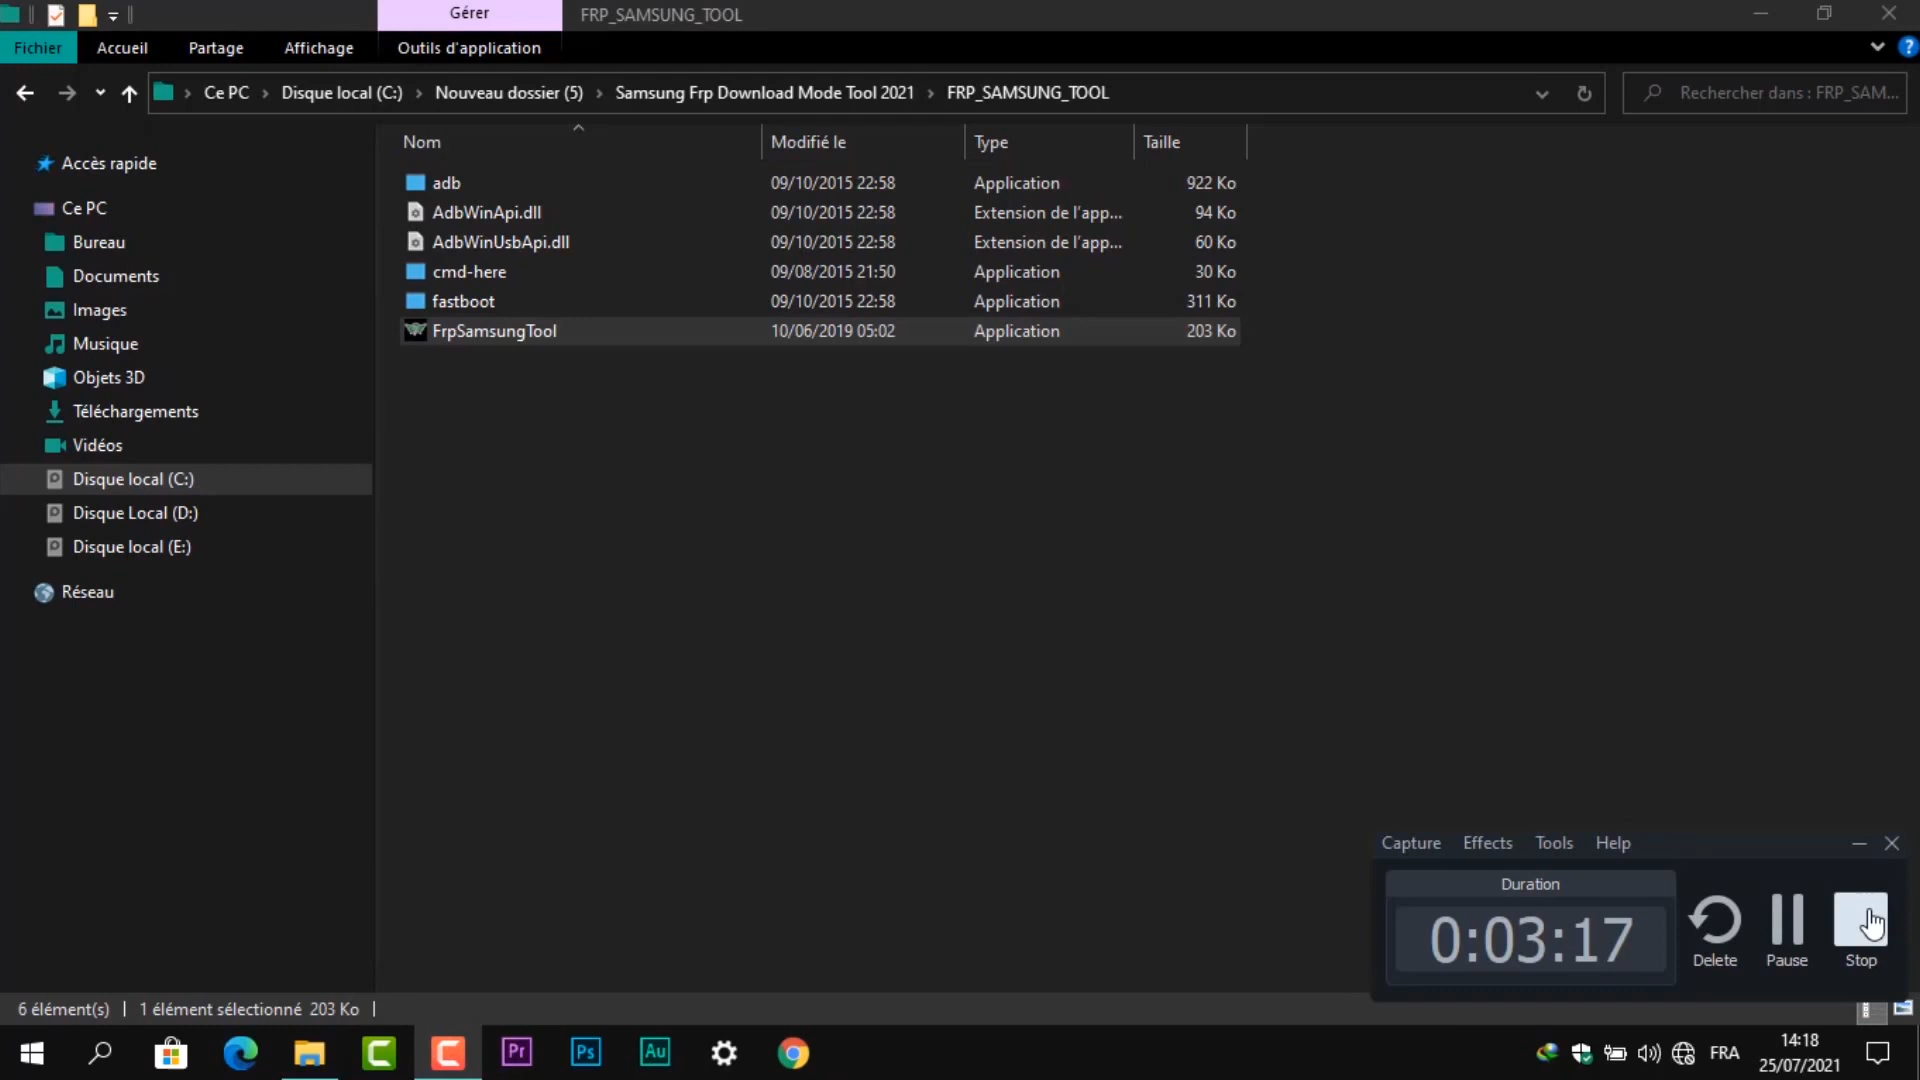 Gérer
FRP_SAMSUNG_TOOL
Fichier Accueil Partage Affichage Outils d'application ?
Ce PC > Disque local (C:) > Nouveau dossier (5) > Samsung Frp Download Mode Tool 2021 > FRP_SAMSUNG_TOOL
Rechercher dans : FRP_SAM...
Accès rapide
Ce PC
Bureau
Documents
Images
Musique
Objets 3D
Téléchargements
Vidéos
Disque local (C:)
Disque Local (D:)
Disque local (E:)
Réseau
Nom Modifié le Type Taille
adb 09/10/2015 22:58 Application 922 Ko
AdbWinApi.dll 09/10/2015 22:58 Extension de l'app... 94 Ko
AdbWinUsbApi.dll 09/10/2015 22:58 Extension de l'app... 60 Ko
cmd-here 09/08/2015 21:50 Application 30 Ko
fastboot 09/10/2015 22:58 Application 311 Ko
FrpSamsungTool 10/06/2019 05:02 Application 203 Ko
Capture Effects Tools Help
Duration
0:03:17
Delete Pause Stop
6 élément(s) | 1 élément sélectionné 203 Ko |
Pr Ps Au
FRA
14:18
25/07/2021